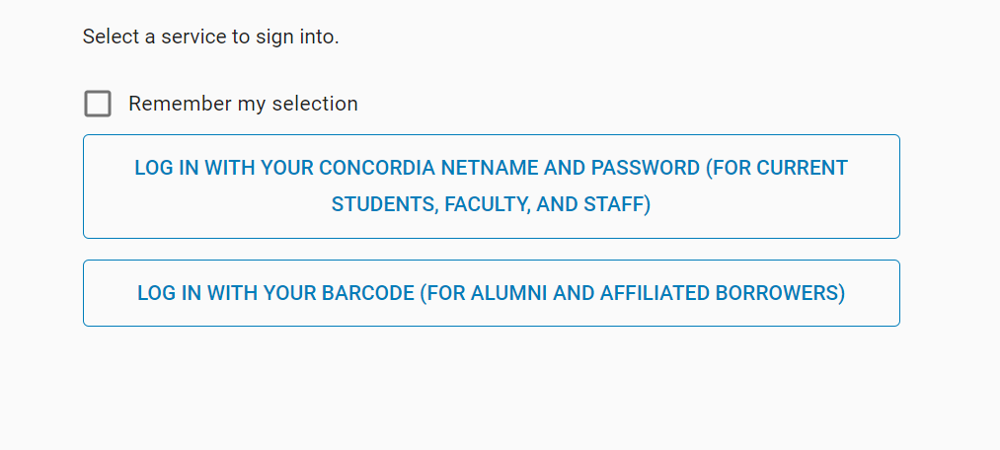 Select a service to sign into.
Remember my selection
LOG IN WITH YOUR CONCORDIA NETNAME AND PASSWORD (FOR CURRENT
STUDENTS, FACULTY, AND STAFF)
LOG IN WITH YOUR BARCODE (FOR ALUMNI AND AFFILIATED BORROWERS)